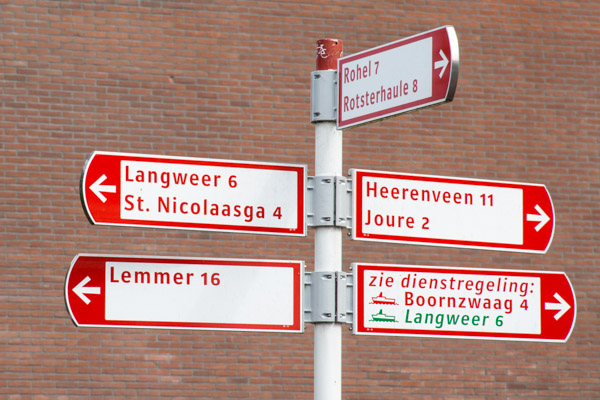 Rohel 7
Rotsterhaule 8
Langweer 6
St. Nicolaasga 4
Heerenveen 11
Joure 2
Lemmer 16
zie dienstregeling:
Boornzwaag 4
Langweer 6